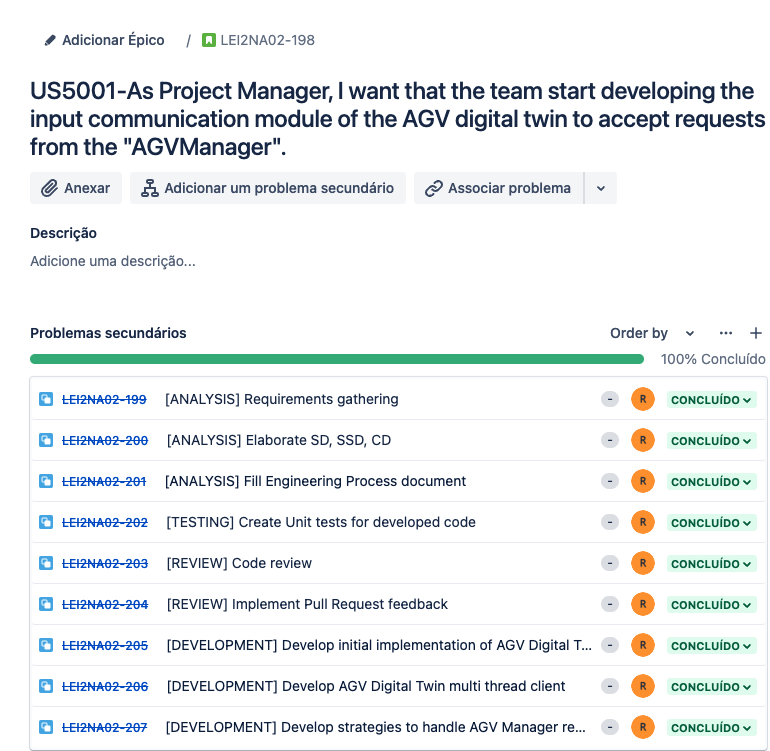 Adicionar Épico / LEI2NA02-198
US5001-As Project Manager, I want that the team start developing the
input communication module of the AGV digital twin to accept requests
from the "AGVManager".
Anexar Adicionar um problema secundário Associar problema
Descrição
Adicione uma descrição...
Problemas secundários Order by ... +
100% Concluído
LEI2NA02-199 [ANALYSIS] Requirements gathering - R CONCLUÍDO
LEI2NA02-200 [ANALYSIS] Elaborate SD, SSD, CD - R CONCLUÍDO
LEI2NA02-201 [ANALYSIS] Fill Engineering Process document - R CONCLUÍDO
LEI2NA02-202 [TESTING] Create Unit tests for developed code - R CONCLUÍDO
LEI2NA02-203 [REVIEW] Code review - R CONCLUÍDO
LEI2NA02-204 [REVIEW] Implement Pull Request feedback - R CONCLUÍDO
LEI2NA02-205 [DEVELOPMENT] Develop initial implementation of AGV Digital T... - R CONCLUÍDO
LEI2NA02-206 [DEVELOPMENT] Develop AGV Digital Twin multi thread client - R CONCLUÍDO
LEI2NA02-207 [DEVELOPMENT] Develop strategies to handle AGV Manager re... - R CONCLUÍDO